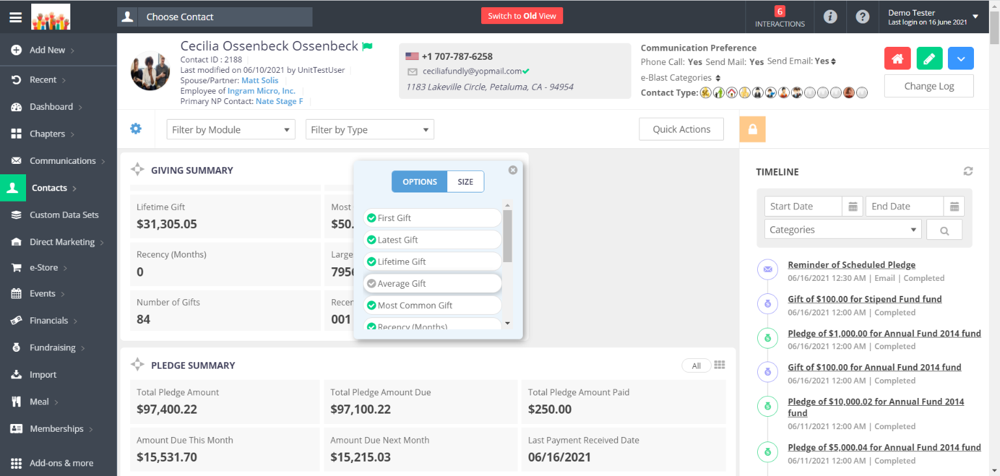 Choose Contact
Switch to Old View
6
INTERACTIONS
Demo Tester
Last login on 16 June 2021
Add New
Recent
Dashboard
Chapters
Communications
Contacts
Custom Data Sets
Direct Marketing
e-Store
Events
Financials
Fundraising
Import
Meal
Memberships
Add-ons & more
Cecilia Ossenbeck Ossenbeck
Contact ID : 2188
Last modified on 06/10/2021 by UnitTestUser
Spouse/Partner: Matt Solis
Employee of Ingram Micro, Inc.
Primary NP Contact: Nate Stage F
+1 707-787-6258
ceciliafundly@yopmail.com
1183 Lakeville Circle, Petaluma, CA - 94954
Communication Preference
Phone Call: Yes Send Mail: Yes Send Email: Yes
e-Blast Categories
Contact Type:
SC
Change Log
Filter by Module
Filter by Type
Quick Actions
GIVING SUMMARY
Lifetime Gift
$31,305.05
Most
$50.
Recency (Months)
0
Large
7956
Number of Gifts
84
Recen
001
OPTIONS
SIZE
First Gift
Latest Gift
Lifetime Gift
Average Gift
Most Common Gift
Recency (Months)
PLEDGE SUMMARY
All
Total Pledge Amount
$97,400.22
Total Pledge Amount Due
$97,100.22
Total Pledge Amount Paid
$250.00
Amount Due This Month
$15,531.70
Amount Due Next Month
$15,215.03
Last Payment Received Date
06/16/2021
TIMELINE
Start Date
End Date
Categories
Reminder of Scheduled Pledge
06/16/2021 12:30 AM | Email | Completed
Gift of $100.00 for Stipend Fund fund
06/16/2021 12:00 AM | Completed
Pledge of $1,000.00 for Annual Fund 2014 fund
06/16/2021 12:00 AM | Completed
Gift of $100.00 for Annual Fund 2014 fund
06/16/2021 12:00 AM | Completed
Pledge of $10,000.02 for Annual Fund 2014
fund
06/11/2021 12:00 AM | Completed
Pledge of $5,000.04 for Annual Fund 2014 fund
06/11/2021 12:00 AM | Completed